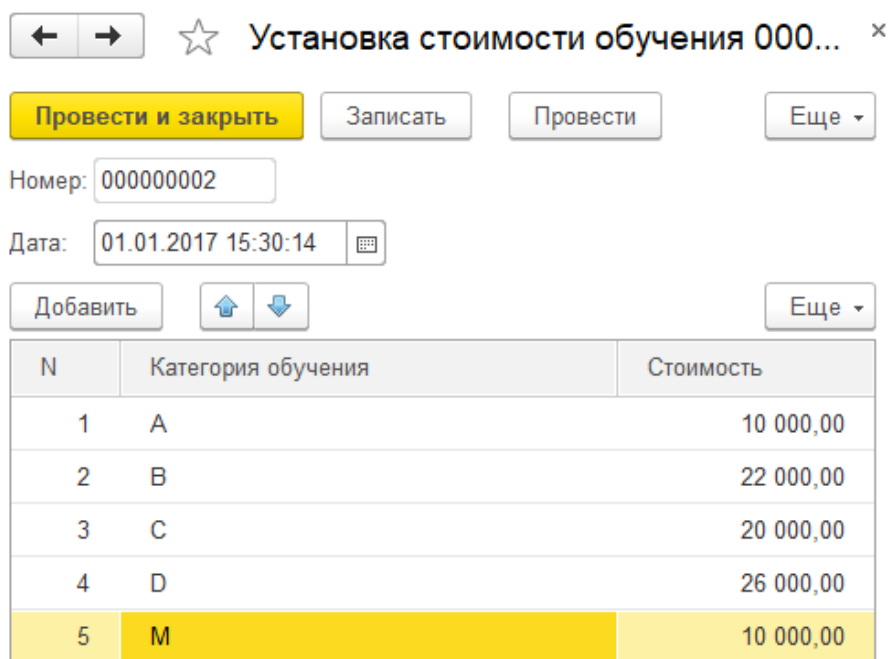 Установка стоимости обучения 000...
Провести и закрыть Записать Провести Еще
Номер: 000000002
Дата: 01.01.2017 15:30:14
Добавить Еще
N Категория обучения Стоимость
1 A 10 000,00
2 B 22 000,00
3 C 20 000,00
4 D 26 000,00
5 M 10 000,00